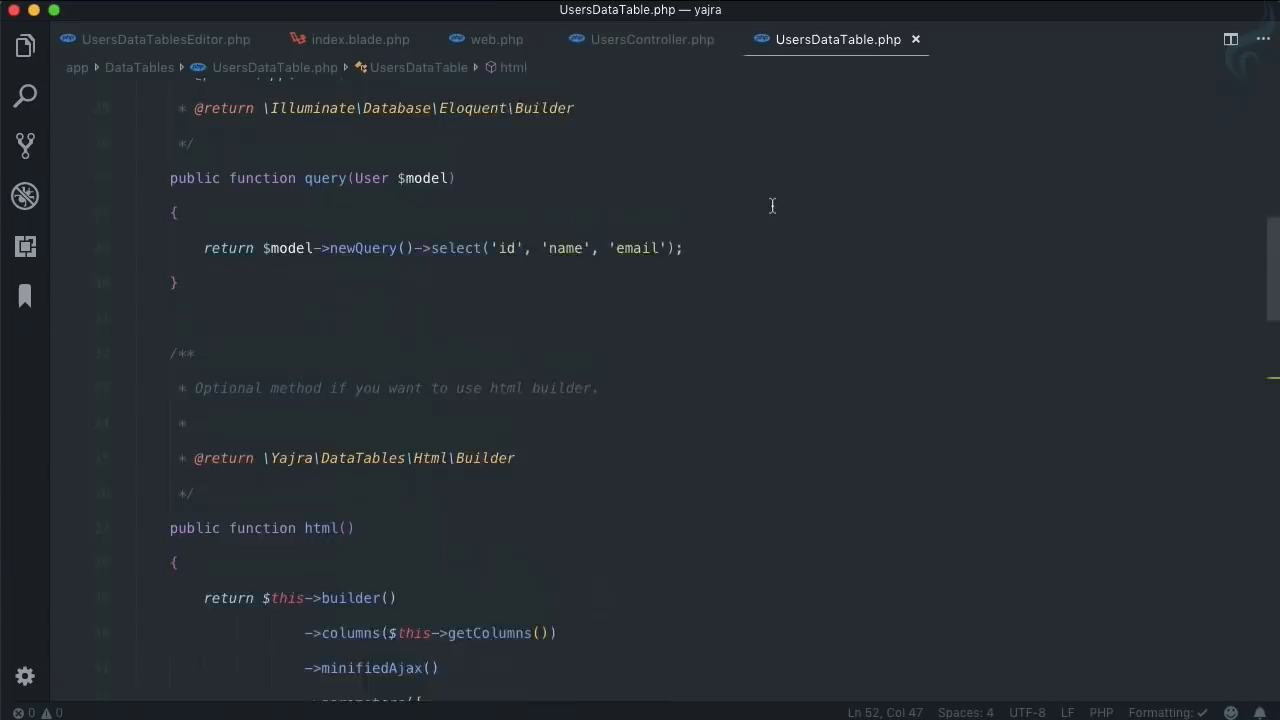 UsersDataTable.php — yajra
UsersDataTablesEditor.php index.blade.php web.php UsersController.php UsersDataTable.php ×
app DataTables UsersDataTable.php UsersDataTable html
* @return \Illuminate\Database\Eloquent\Builder
*/
public function query(User $model)
{
return $model->newQuery()->select('id', 'name', 'email');
}
/**
* Optional method if you want to use html builder.
*
* @return \Yajra\DataTables\Html\Builder
*/
public function html()
{
return $this->builder()
->columns($this->getColumns())
->minifiedAjax()
0 0 Ln 52, Col 47 Spaces: 4 UTF-8 LF PHP Formatting: ✓